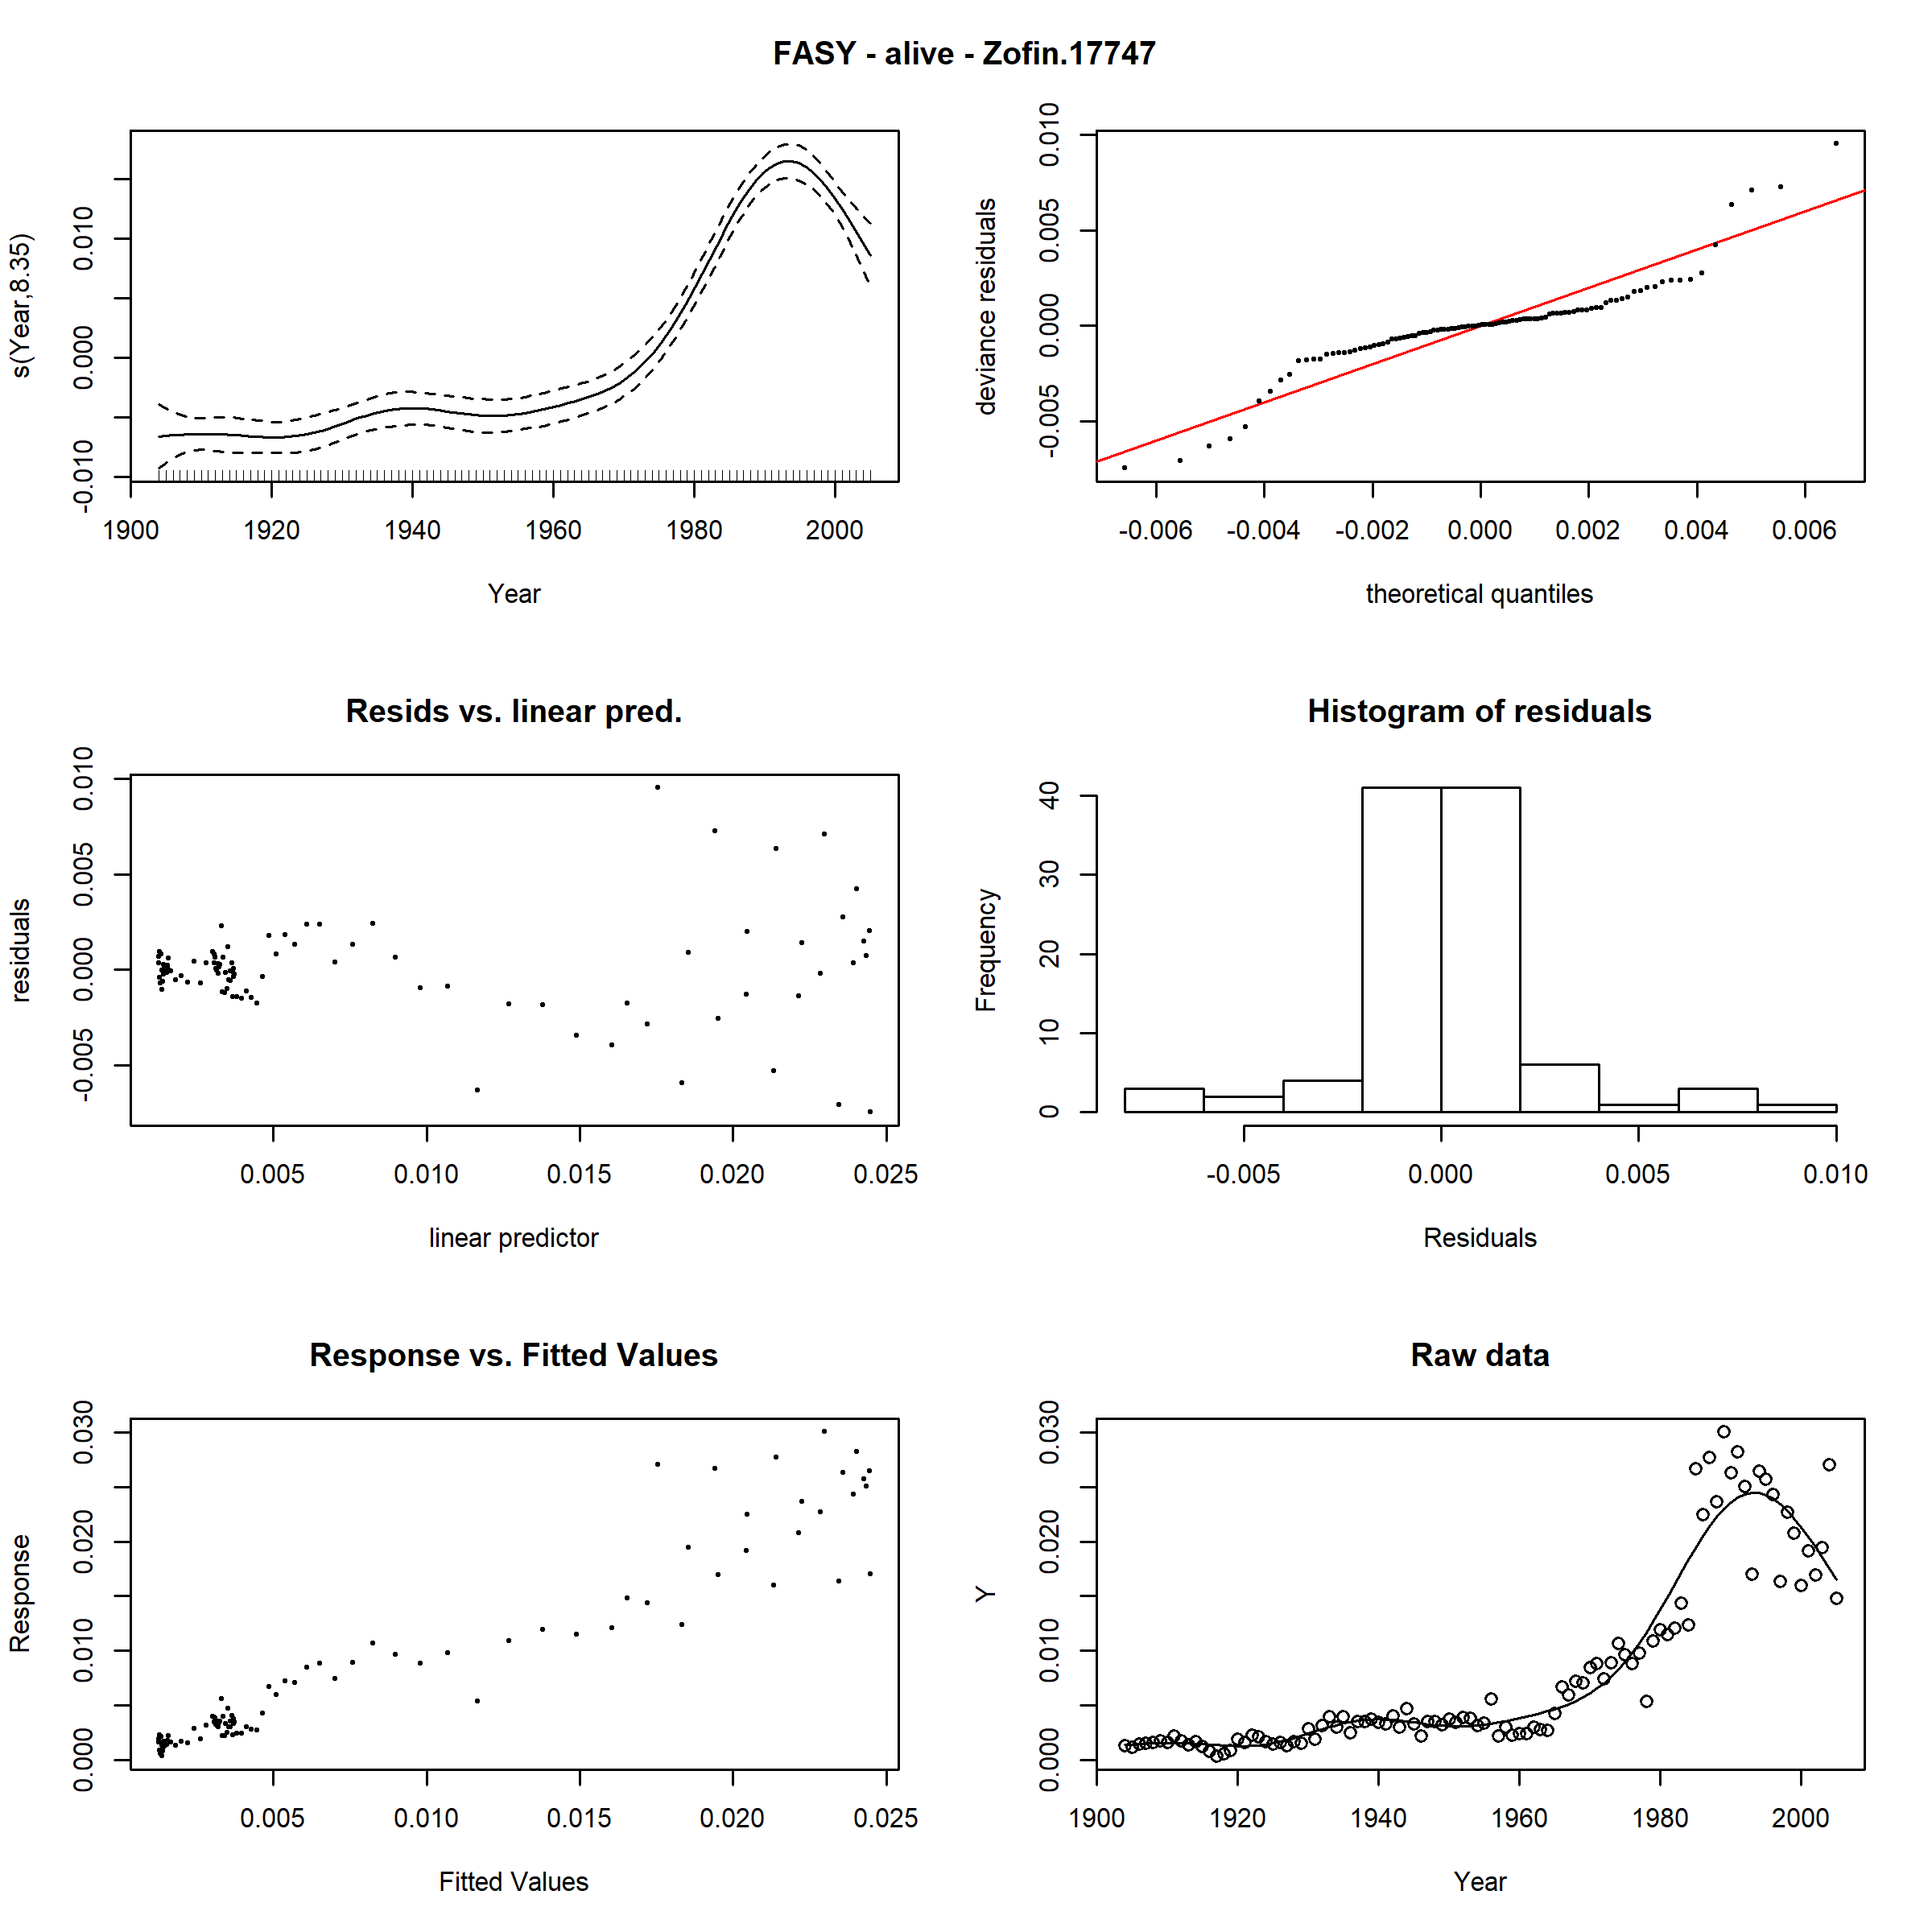 FASY - alive - Zofin.17747
s(Year,8.35)
-0.010 0.000 0.010
1900 1920 1940 1960 1980 2000
Year
deviance residuals
-0.005 0.000 0.005 0.010
-0.006 -0.004 -0.002 0.000 0.002 0.004 0.006
theoretical quantiles
Resids vs. linear pred.
residuals
-0.005 0.000 0.005 0.010
0.005 0.010 0.015 0.020 0.025
linear predictor
Histogram of residuals
Frequency
0 10 20 30 40
-0.005 0.000 0.005 0.010
Residuals
Response vs. Fitted Values
Response
0.000 0.010 0.020 0.030
0.005 0.010 0.015 0.020 0.025
Fitted Values
Raw data
Y
0.000 0.010 0.020 0.030
1900 1920 1940 1960 1980 2000
Year